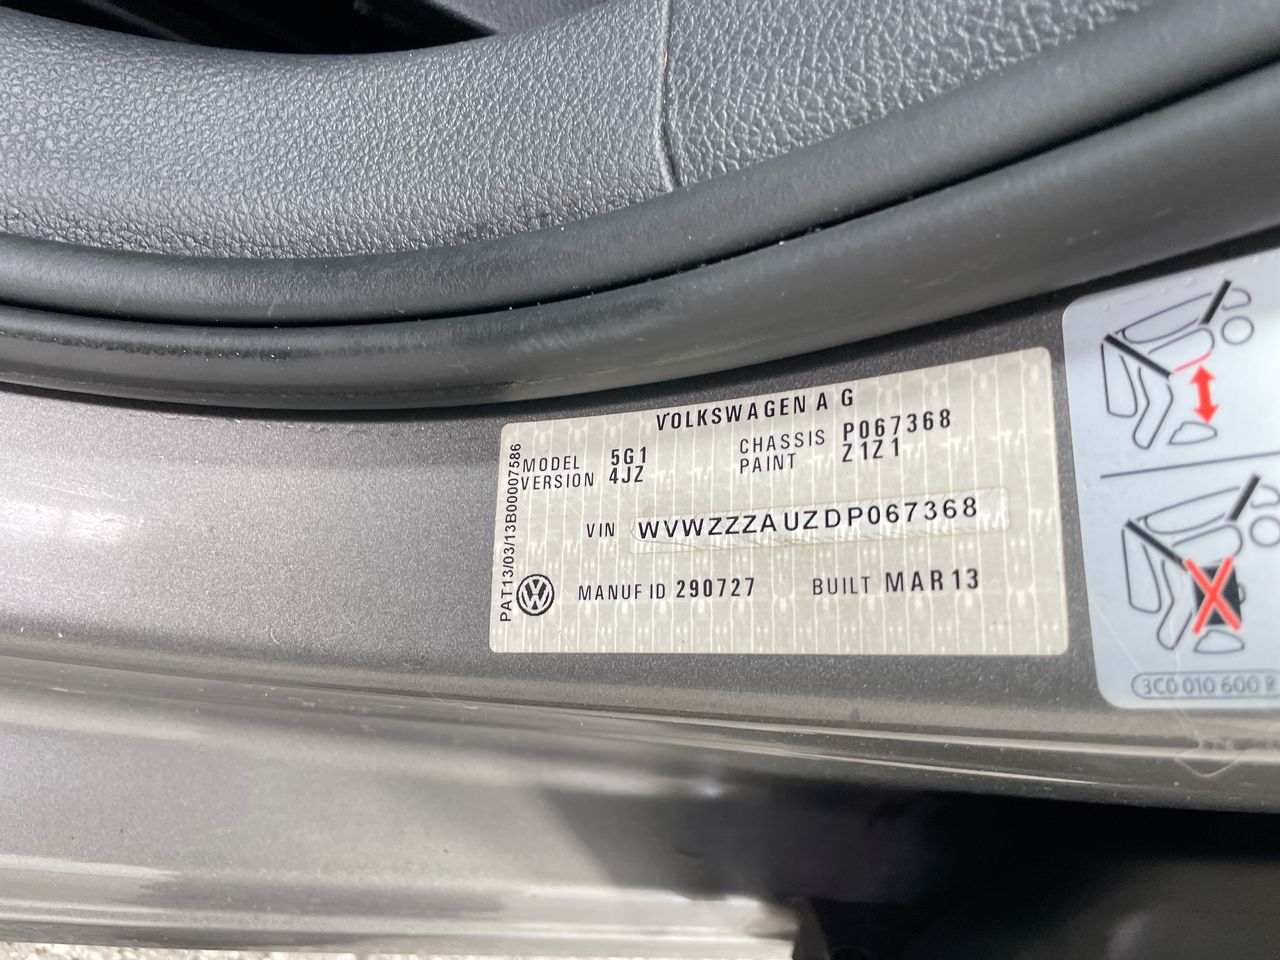 VOLKSWAGEN AG
MODEL 5G1 CHASSIS P067368
VERSION 4JZ PAINT Z1Z1
VIN WVWZZZAUZDP067368
MANUF ID 290727 BUILT MAR13
PAT13/03/13B00007586
3C0 010 600 R